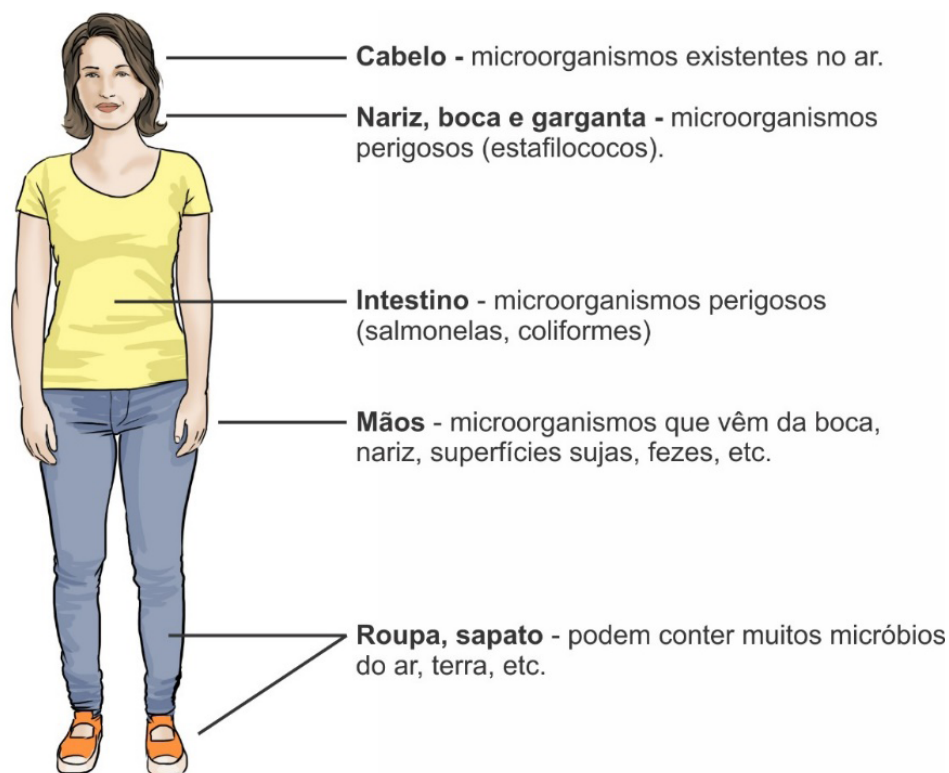 Cabelo - microorganismos existentes no ar.
Nariz, boca e garganta - microorganismos
perigosos (estafilococos).
Intestino - microorganismos perigosos
(salmonelas, coliformes)
Mãos - microorganismos que vêm da boca,
nariz, superfícies sujas, fezes, etc.
Roupa, sapato - podem conter muitos micróbios
do ar, terra, etc.